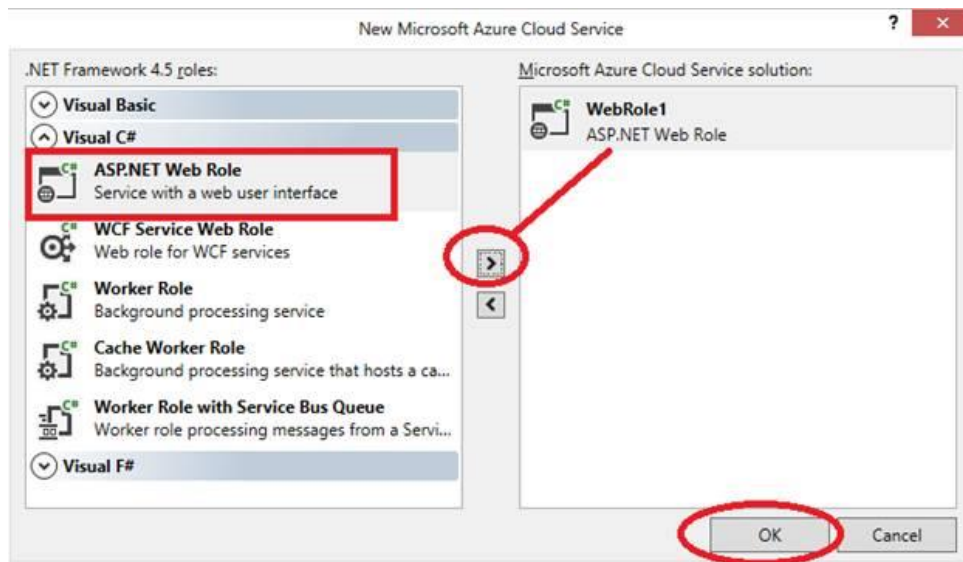 New Microsoft Azure Cloud Service
?
.NET Framework 4.5 roles:
Visual Basic
Visual C#
C#
ASP.NET Web Role
Service with a web user interface
C#
WCF Service Web Role
Web role for WCF services
C#
Worker Role
Background processing service
C#
Cache Worker Role
Background processing service that hosts a ca...
C#
Worker Role with Service Bus Queue
Worker role processing messages from a Servi...
Visual F#
>
<
Microsoft Azure Cloud Service solution:
C#
WebRole1
ASP.NET Web Role
OK
Cancel